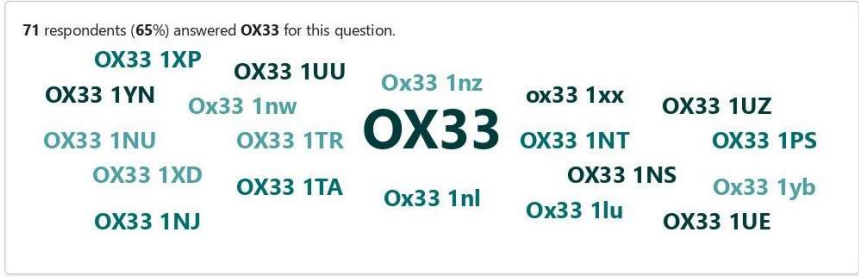 71 respondents (65%) answered OX33 for this question.
OX33 1XP
OX33 1UU
Ox33 1nz
OX33 1YN
Ox33 1nw
ox33 1xx
OX33 1UZ
OX33 1NU
OX33 1TR
OX33
OX33 1NT
OX33 1PS
OX33 1XD
OX33 1TA
Ox33 1nl
OX33 1NS
Ox33 1yb
OX33 1NJ
Ox33 1lu
OX33 1UE